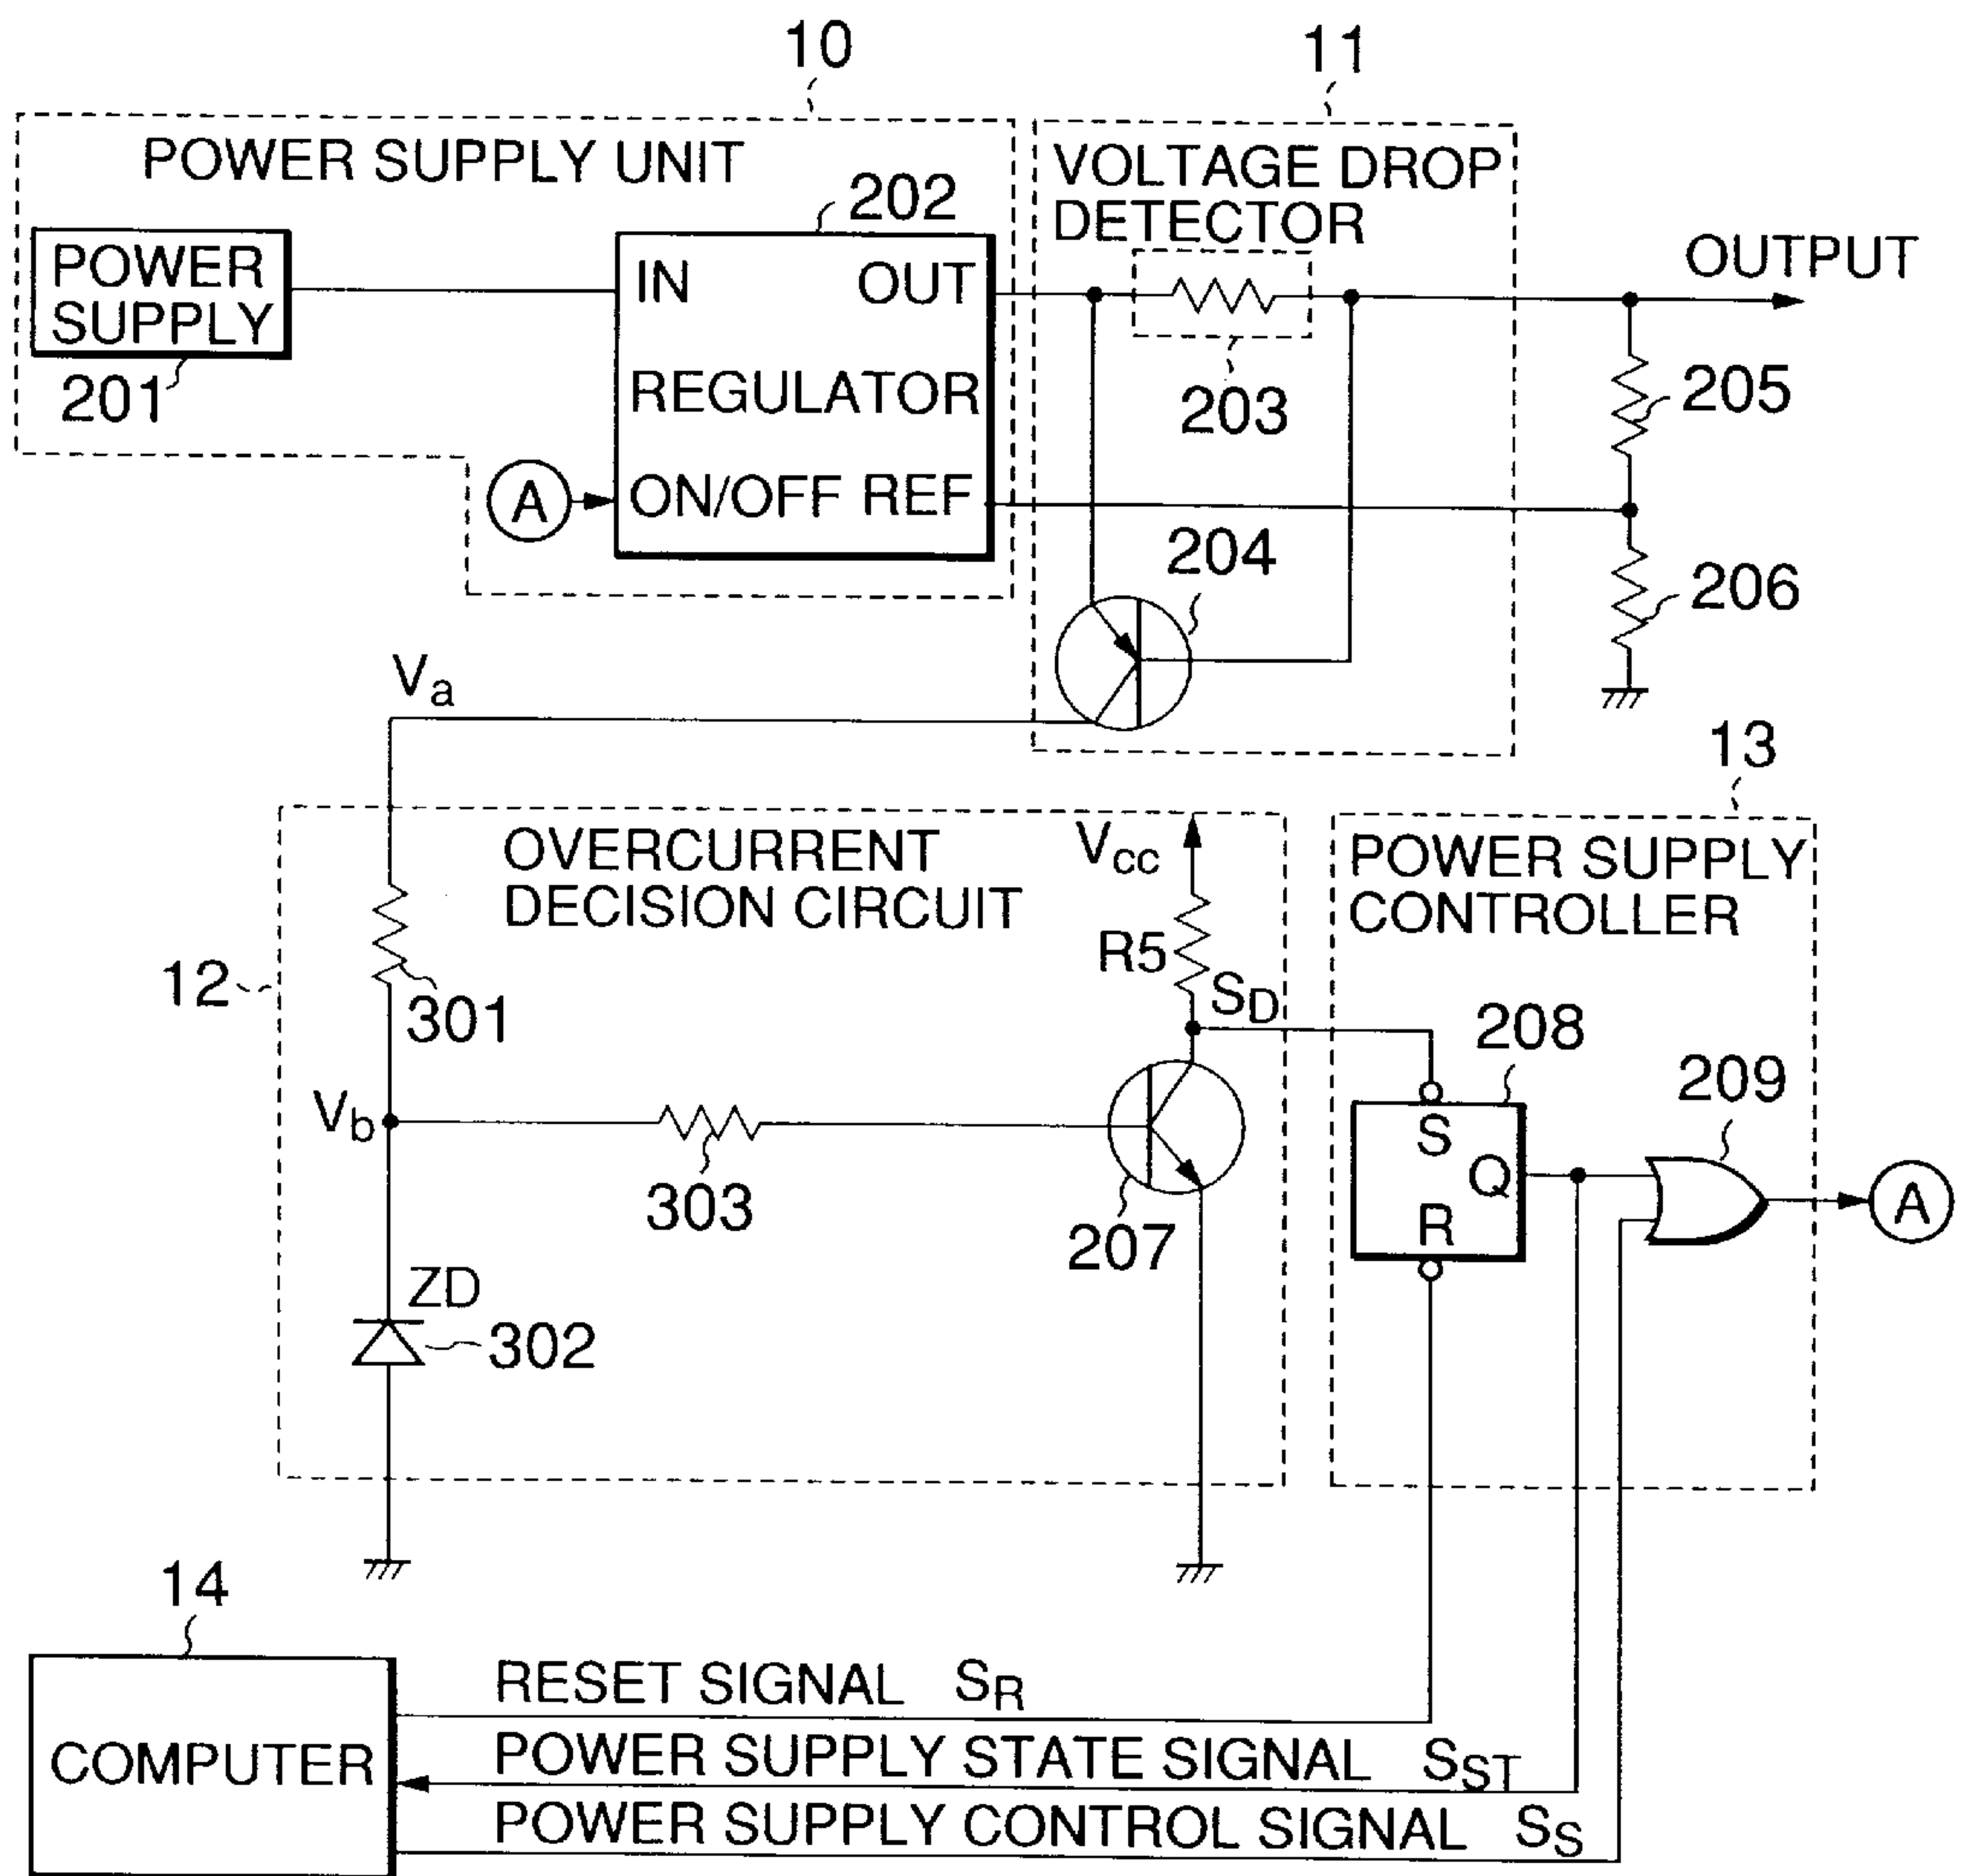 10
11
POWER SUPPLY UNIT
VOLTAGE DROP
DETECTOR
202
POWER
SUPPLY
201
IN
OUT
REGULATOR
ON/OFF REF
A
203
OUTPUT
205
204
206
Va
13
OVERCURRENT
DECISION CIRCUIT
Vcc
POWER SUPPLY
CONTROLLER
12
301
R5
SD
208
209
Vb
303
207
S
Q
R
A
ZD
302
14
COMPUTER
RESET SIGNAL SR
POWER SUPPLY STATE SIGNAL SST
POWER SUPPLY CONTROL SIGNAL SS